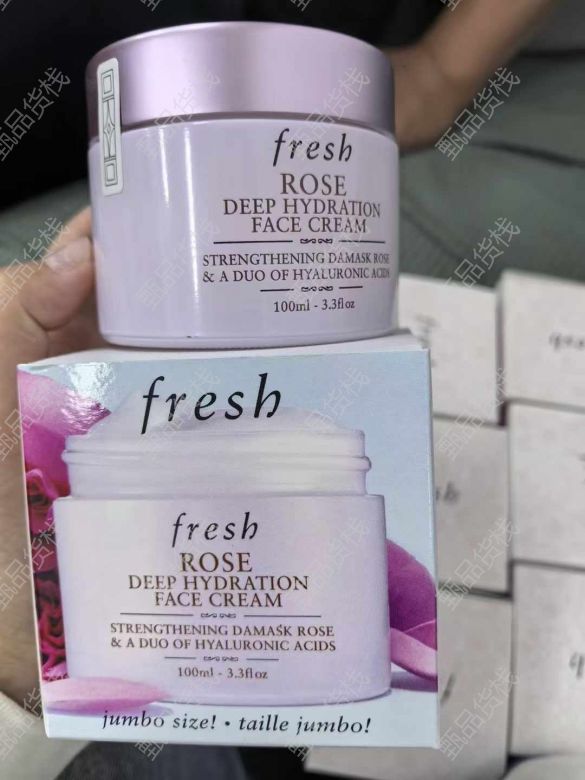 fresh
ROSE
DEEP HYDRATION
FACE CREAM
STRENGTHENING DAMASK ROSE
& A DUO OF HYALURONIC ACIDS
100ml - 3.3fl oz
fresh
fresh
ROSE
DEEP HYDRATION
FACE CREAM
STRENGTHENING DAMASK ROSE
& A DUO OF HYALURONIC ACIDS
100ml - 3.3fl oz
jumbo size! • taille jumbo!
甄品货栈